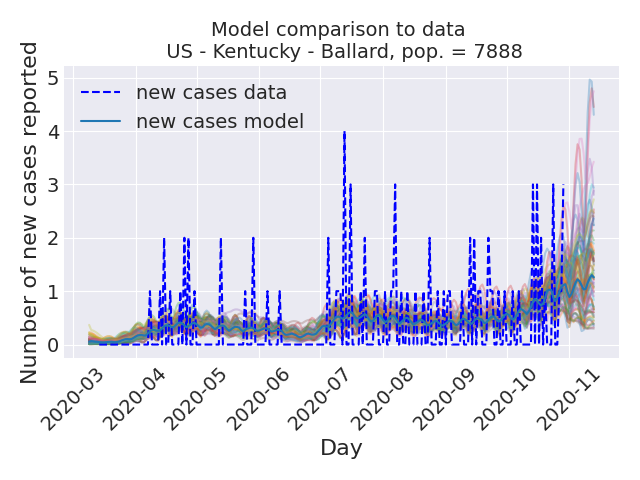 Model comparison to data
US - Kentucky - Ballard, pop. = 7888
Number of new cases reported
5
4
3
2
1
0
new cases data
new cases model
2020-03
2020-04
2020-05
2020-06
2020-07
2020-08
2020-09
2020-10
2020-11
Day